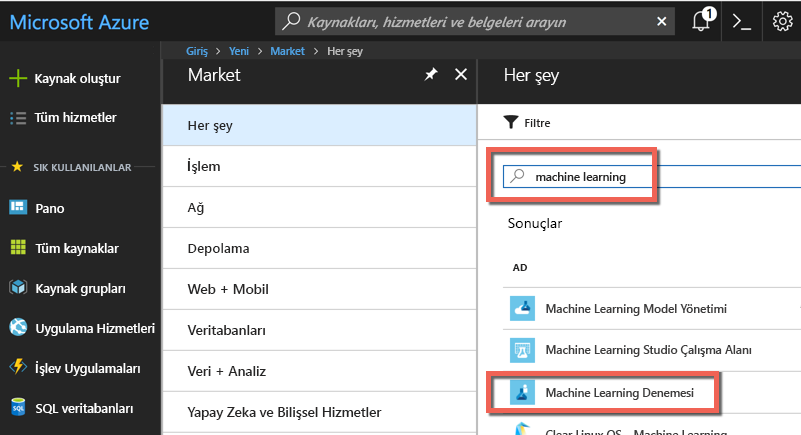 Microsoft Azure
Kaynakları, hizmetleri ve belgeleri arayın
1
Giriş > Yeni > Market > Her şey
Kaynak oluştur
Tüm hizmetler
SIK KULLANILANLAR
Pano
Tüm kaynaklar
Kaynak grupları
Uygulama Hizmetleri
İşlev Uygulamaları
SQL veritabanları
Market
Her şey
İşlem
Ağ
Depolama
Web + Mobil
Veritabanları
Veri + Analiz
Yapay Zeka ve Bilişsel Hizmetler
Her şey
Filtre
machine learning
Sonuçlar
AD
Machine Learning Model Yönetimi
Machine Learning Studio Çalışma Alanı
Machine Learning Denemesi
Clear Linux OS - Machine Learning